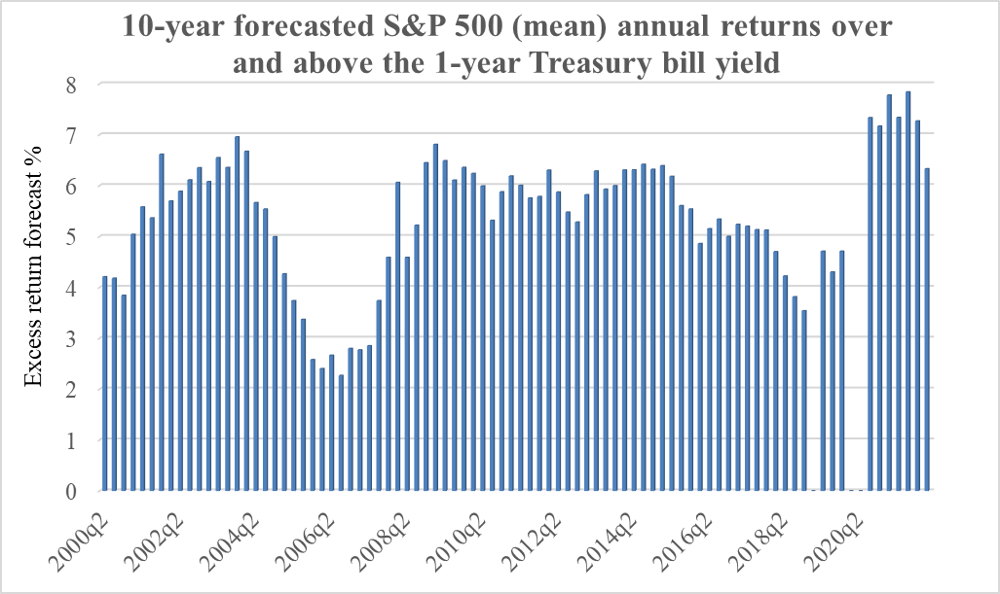 10-year forecasted S&P 500 (mean) annual returns over
and above the 1-year Treasury bill yield
Excess return forecast %
8
7
6
5
4
3
2
1
0
2000q2
2002q2
2004q2
2006q2
2008q2
2010q2
2012q2
2014q2
2016q2
2018q2
2020q2